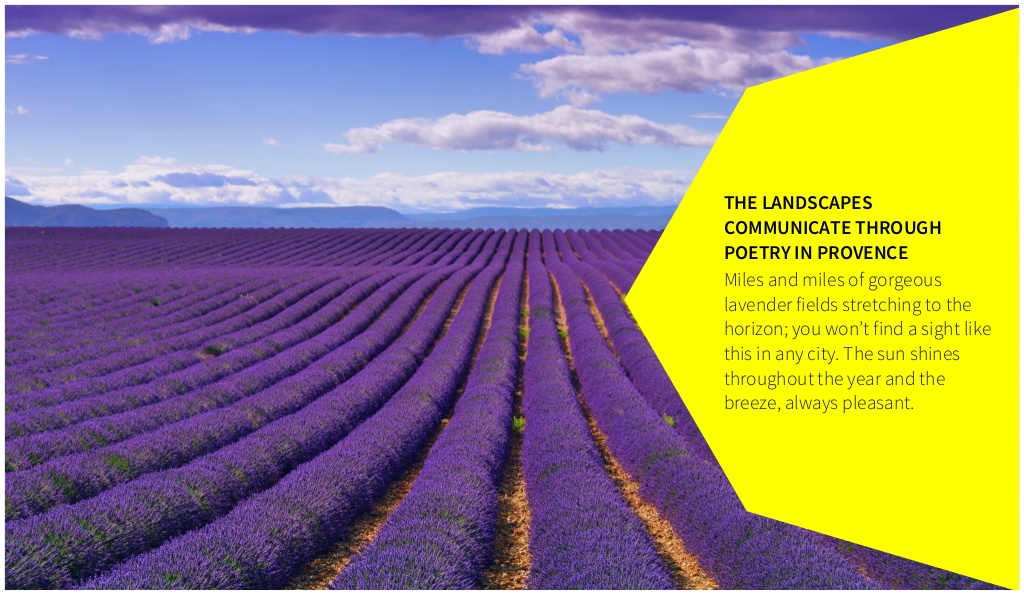 THE LANDSCAPES
COMMUNICATE THROUGH
POETRY IN PROVENCE
Miles and miles of gorgeous
lavender fields stretching to the
horizon; you won’t find a sight like
this in any city. The sun shines
throughout the year and the
breeze, always pleasant.